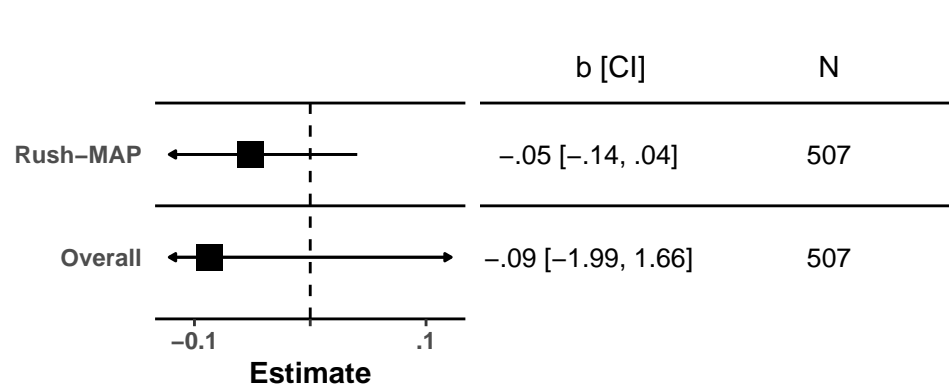 b [CI] N
Rush−MAP −.05 [−.14, .04] 507
Overall −.09 [−1.99, 1.66] 507
−0.1 .1
Estimate